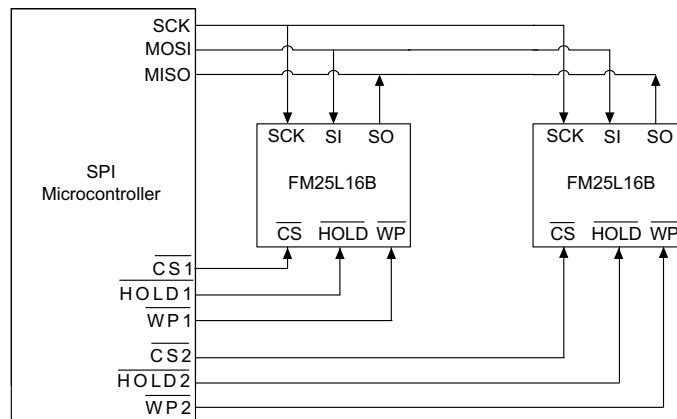 SCK
MOSI
MISO
SCK SI SO
SCK SI SO
SPI
Microcontroller
FM25L16B
FM25L16B
CS HOLD WP
CS HOLD WP
CS1
HOLD1
WP1
CS2
HOLD2
WP2